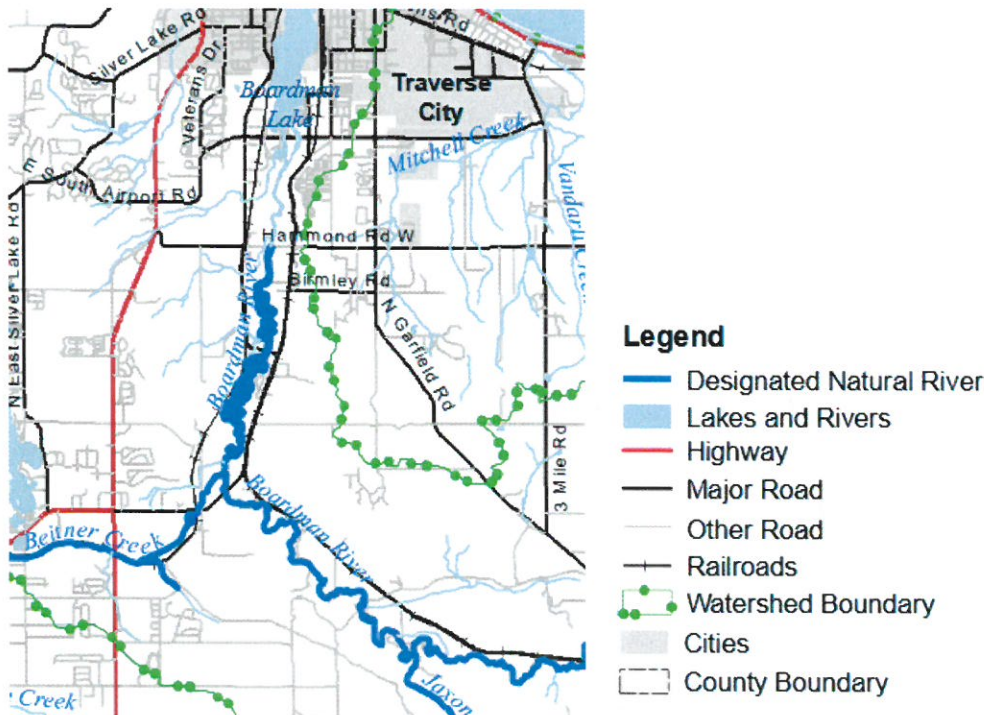 Silver Lake Rd
Veterans Dr
Boardman
Lake
Traverse
City
Mitchell Creek
E
South Airport Rd
N East Silver Lake Rd
Hammond Rd W
Birmley Rd
Boardman River
N Garfield Rd
3 Mile Rd
Boardman River
Beitner Creek
Jaxon
Creek
Legend
Designated Natural River
Lakes and Rivers
Highway
Major Road
Other Road
Railroads
Watershed Boundary
Cities
County Boundary